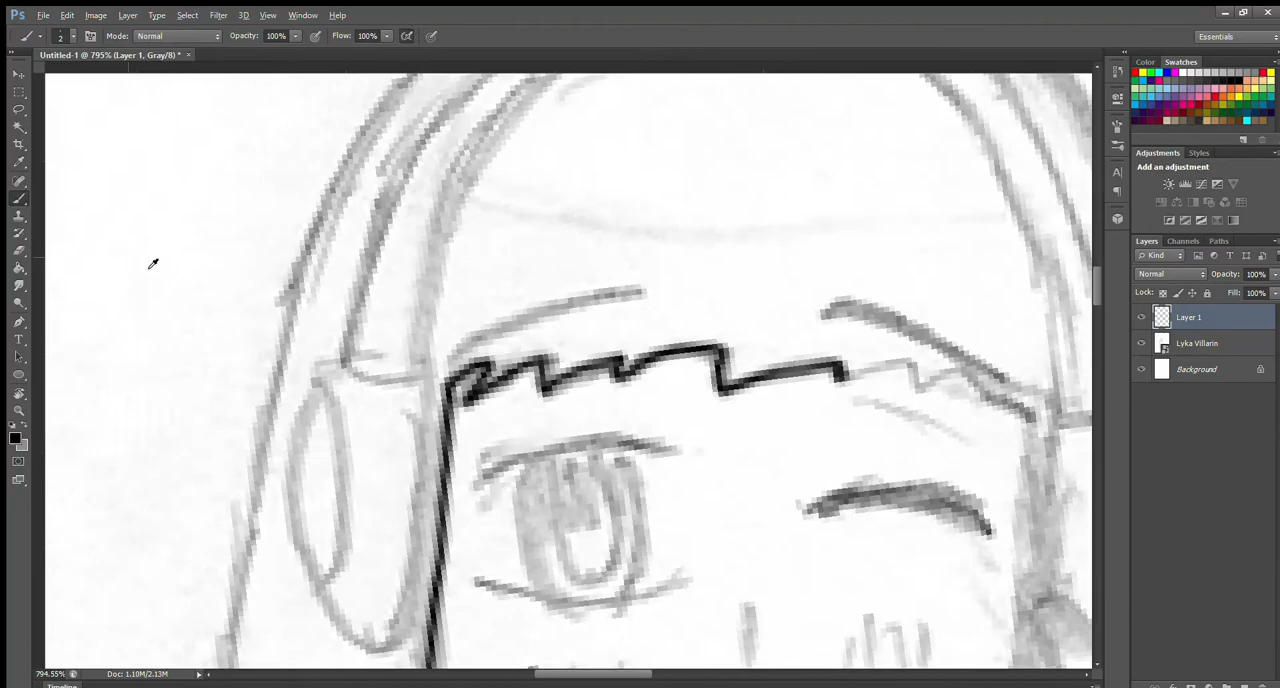 Ps File Edit Image Layer Type Select Filter 3D View Window Help
2 Mode: Normal Opacity: 100% Flow: 100% Essentials
Untitled-1 @ 795% (Layer 1, Gray/8) * ×
Color Swatches
Adjustments Styles
Add an adjustment
Layers Channels Paths
Kind
Normal Opacity: 100%
Lock: Fill: 100%
Layer 1
Lyka Villarin
Background
794.55% Doc: 1.10M/2.13M
Timeline